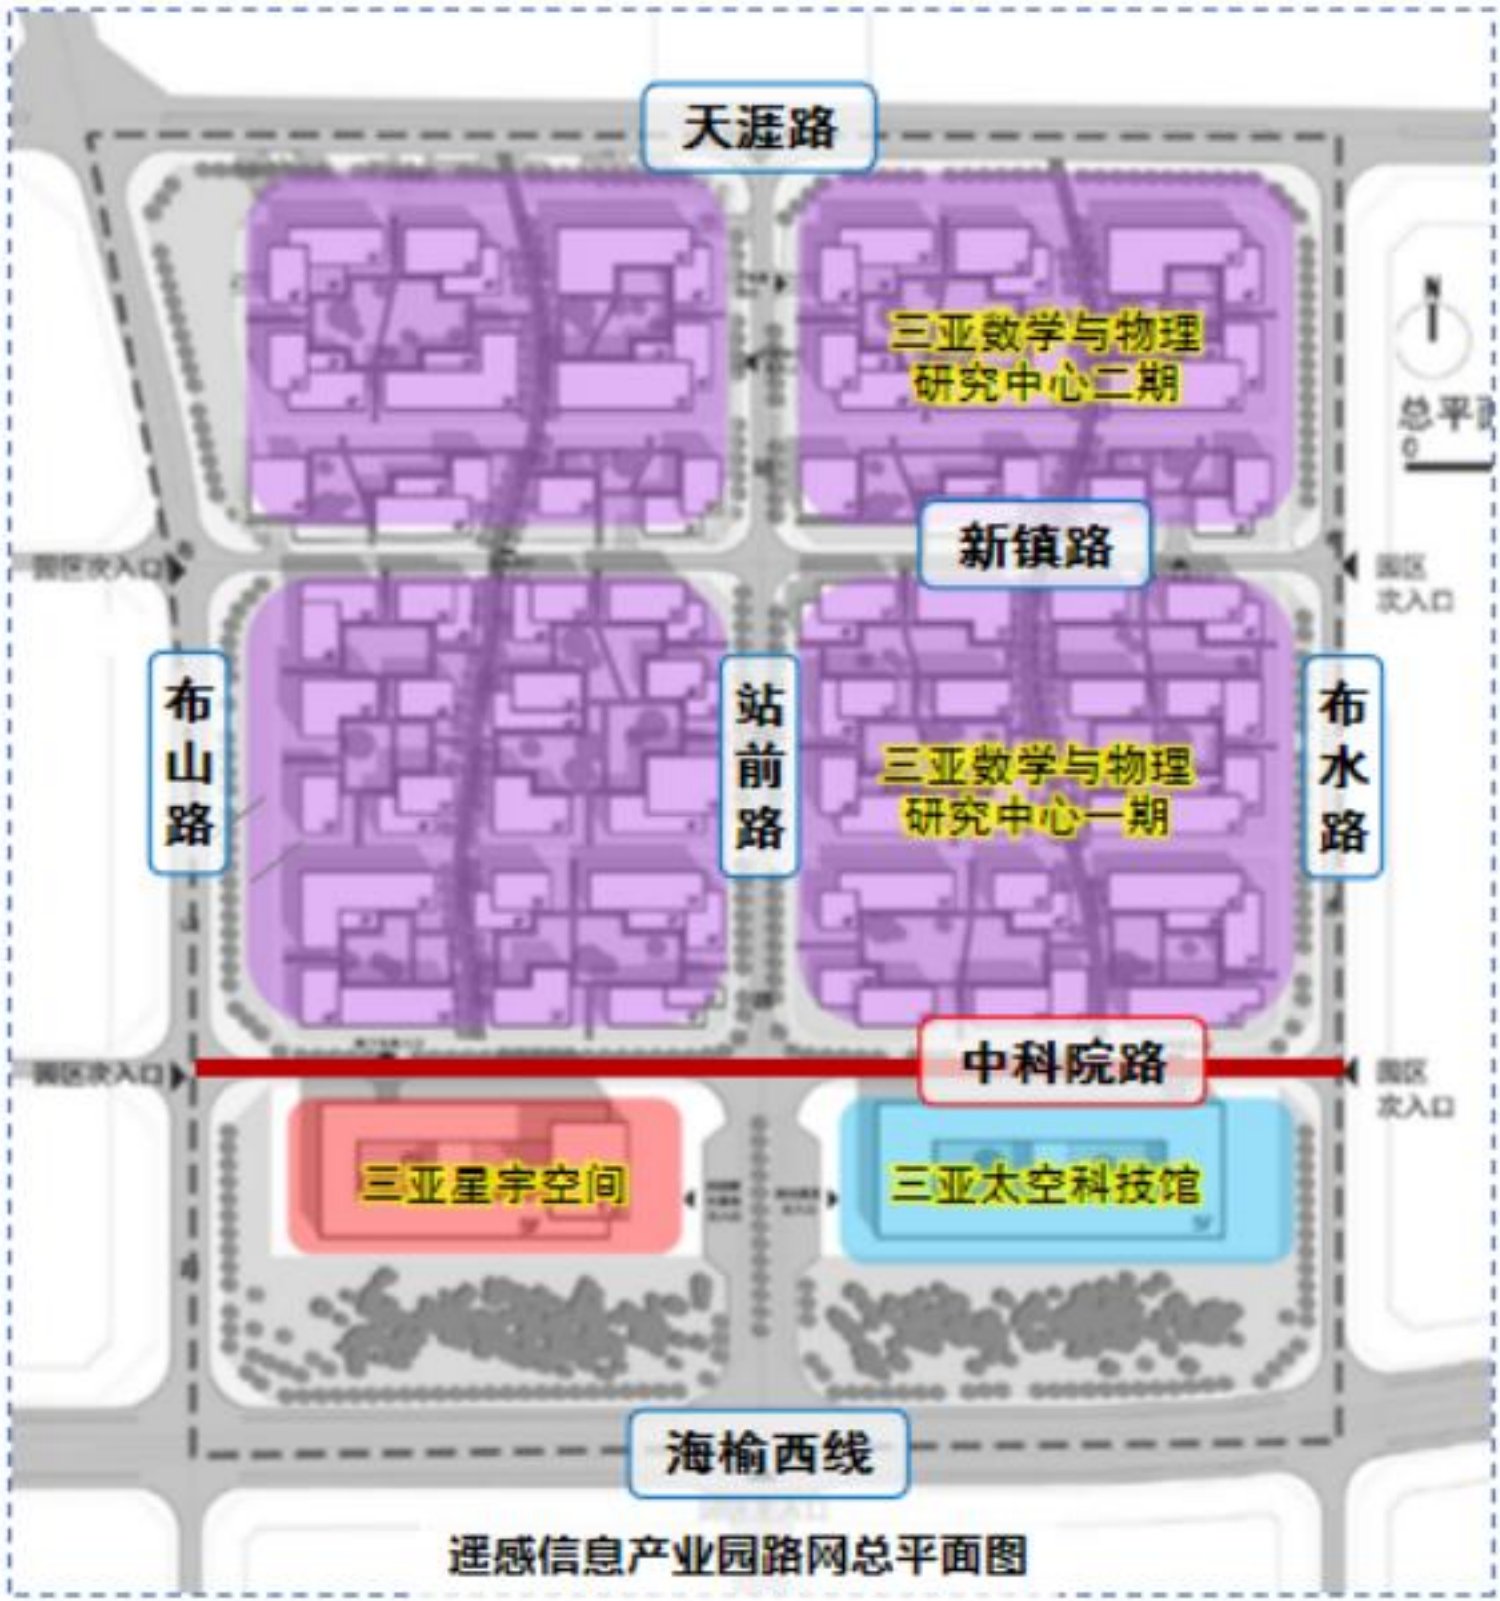 天涯路
N
三亚数学与物理
研究中心二期
总平
0
新镇路
园区次入口
园区
次入口
布山路
站前路
布水路
三亚数学与物理
研究中心一期
中科院路
园区次入口
园区
次入口
三亚星宇空间
三亚太空科技馆
5F
5F
海榆西线
遥感信息产业园路网总平面图